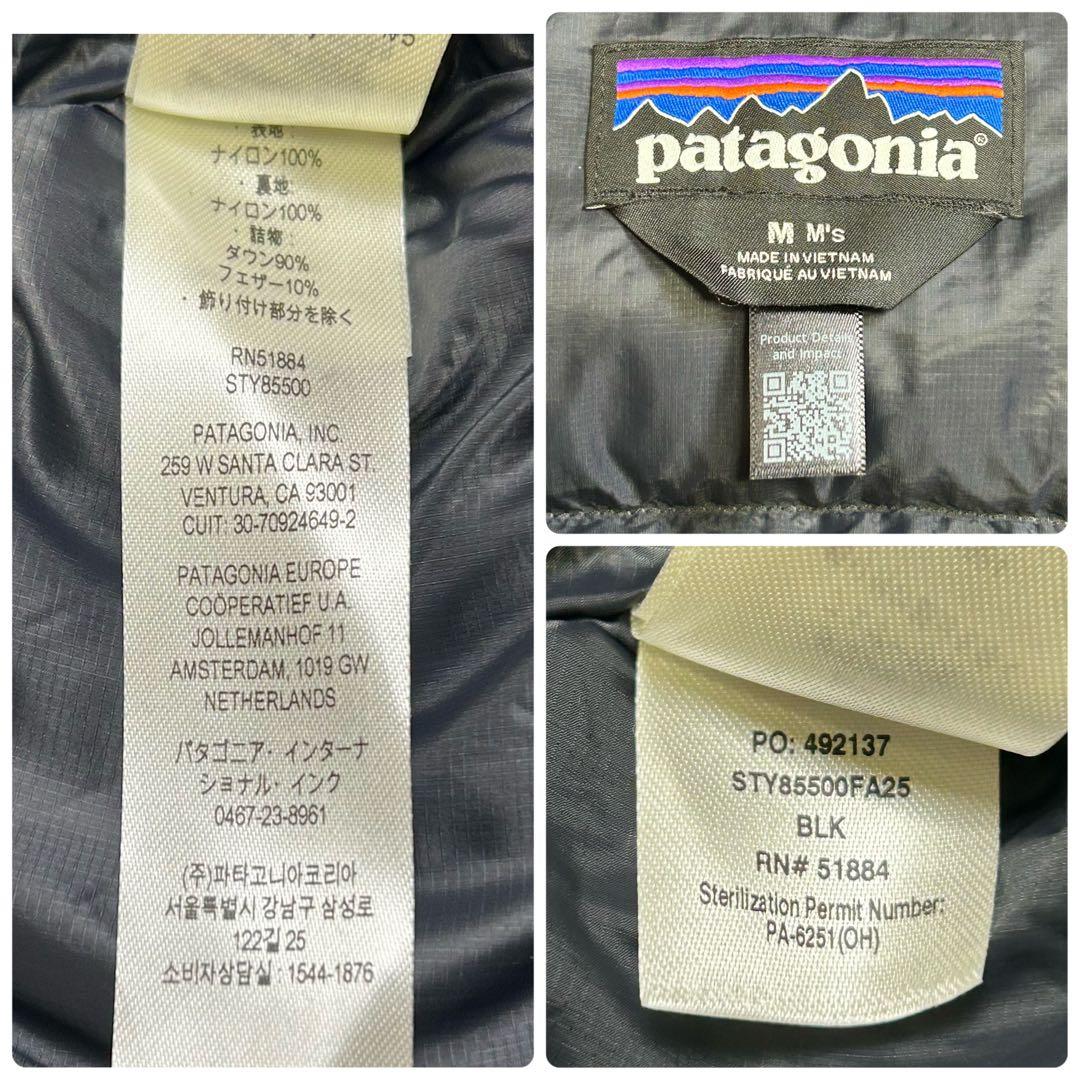 ・表地:
ナイロン100%
・裏地:
ナイロン100%
・詰物:
ダウン90%
フェザー10%
・飾り付け部分を除く
RN51884
STY85500
PATAGONIA, INC.
259 W SANTA CLARA ST.
VENTURA, CA 93001
CUIT: 30-70924649-2
PATAGONIA EUROPE
COÖPERATIEF U.A.
JOLLEMANHOF 11
AMSTERDAM, 1019 GW
NETHERLANDS
パタゴニア・インターナ
ショナル・インク
0467-23-8961
(주)파타고니아코리아
서울특별시 강남구 삼성로
122길 25
소비자상담실 : 1544-1876
patagonia®
M M's
MADE IN VIETNAM
FABRIQUÉ AU VIETNAM
Product Details
and Impact
PO: 492137
STY85500FA25
BLK
RN# 51884
Sterilization Permit Number:
PA-6251(OH)